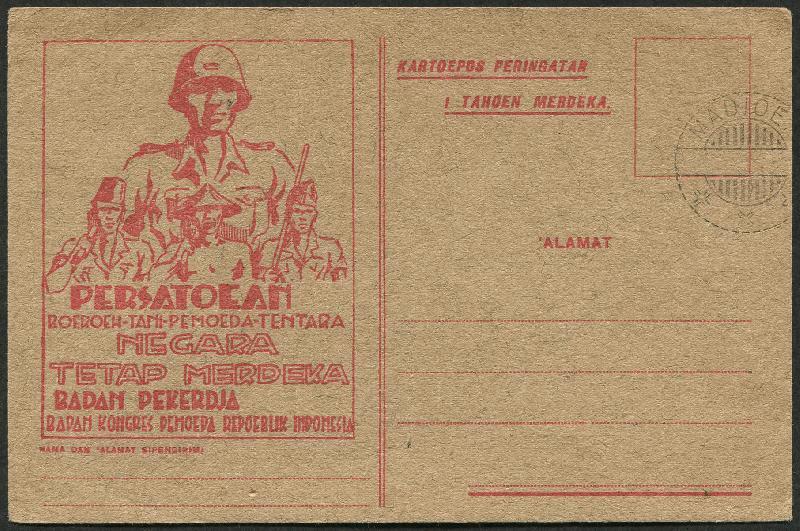 PERSATOEAN
BOEROEH-TANI-PEMOEDA-TENTARA
NEGARA
TETAP MERDEKA
BADAN PEKERDJA
BADAN KONGRES PEMOEDA REPOEBLIK INDONESIA
NAMA DAN 'ALAMAT SIPENGIRIM:
KARTOEPOS PERINGATAN
I TAHOEN MERDEKA.
MADIOE
'ALAMAT